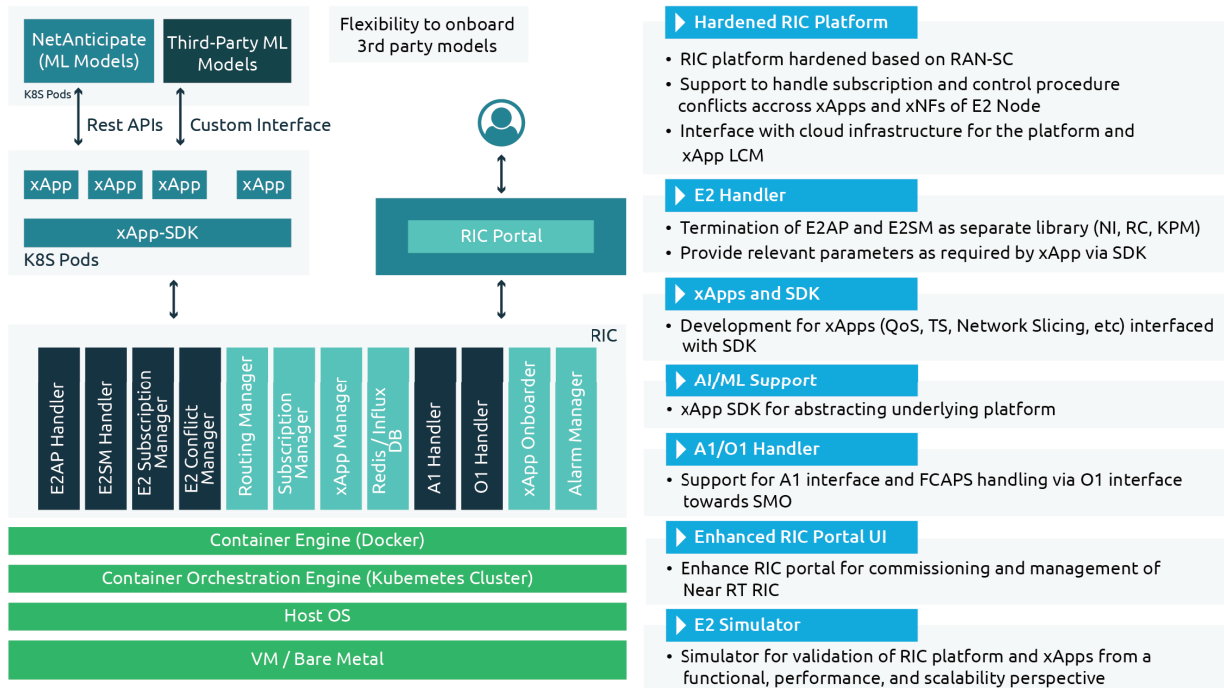 NetAnticipate
(ML Models)
Third-Party ML
Models
K8S Pods
Flexibility to onboard
3rd party models
Rest APIs
Custom Interface
xApp
xApp
xApp
xApp
xApp-SDK
K8S Pods
RIC Portal
RIC
E2AP Handler
E2SM Handler
E2 Subscription
Manager
E2 Conflict
Manager
Routing Manager
Subscription
Manager
xApp Manager
Redis / Influx
DB
A1 Handler
O1 Handler
xApp Onboarder
Alarm Manager
Container Engine (Docker)
Container Orchestration Engine (Kubemetes Cluster)
Host OS
VM / Bare Metal
Hardened RIC Platform
• RIC platform hardened based on RAN-SC
• Support to handle subscription and control procedure
conflicts accross xApps and xNFs of E2 Node
• Interface with cloud infrastructure for the platform and
xApp LCM
E2 Handler
• Termination of E2AP and E2SM as separate library (NI, RC, KPM)
• Provide relevant parameters as required by xApp via SDK
xApps and SDK
• Development for xApps (QoS, TS, Network Slicing, etc) interfaced
with SDK
AI/ML Support
• xApp SDK for abstracting underlying platform
A1/O1 Handler
• Support for A1 interface and FCAPS handling via O1 interface
towards SMO
Enhanced RIC Portal UI
• Enhance RIC portal for commissioning and management of
Near RT RIC
E2 Simulator
• Simulator for validation of RIC platform and xApps from a
functional, performance, and scalability perspective